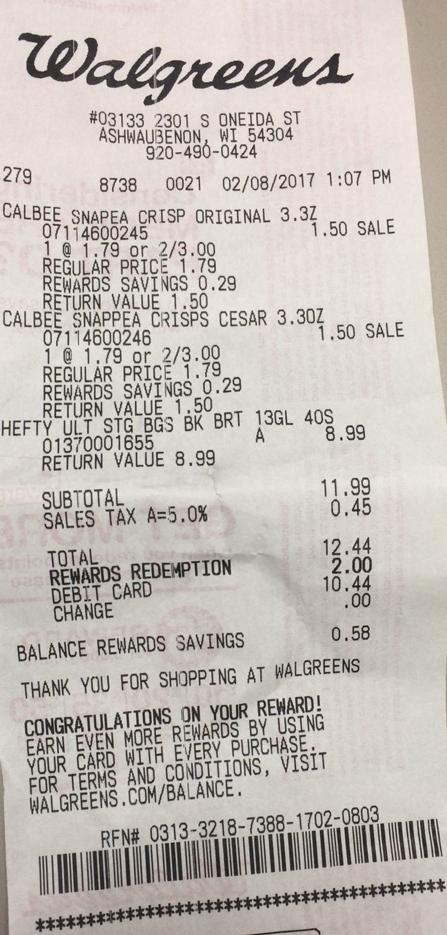 Walgreens
#03133 2301 S ONEIDA ST
ASHWAUBENON, WI 54304
920-490-0424
279 8738 0021 02/08/2017 1:07 PM
CALBEE SNAPEA CRISP ORIGINAL 3.3Z
07114600245 1.50 SALE
1 @ 1.79 or 2/3.00
REGULAR PRICE 1.79
REWARDS SAVINGS 0.29
RETURN VALUE 1.50
CALBEE SNAPPEA CRISPS CESAR 3.3OZ
07114600246 1.50 SALE
1 @ 1.79 or 2/3.00
REGULAR PRICE 1.79
REWARDS SAVINGS 0.29
RETURN VALUE 1.50
HEFTY ULT STG BGS BK BRT 13GL 40S
01370001655 A 8.99
RETURN VALUE 8.99
SUBTOTAL 11.99
SALES TAX A=5.0% 0.45
TOTAL 12.44
REWARDS REDEMPTION 2.00
DEBIT CARD 10.44
CHANGE .00
BALANCE REWARDS SAVINGS 0.58
THANK YOU FOR SHOPPING AT WALGREENS
CONGRATULATIONS ON YOUR REWARD!
EARN EVEN MORE REWARDS BY USING
YOUR CARD WITH EVERY PURCHASE.
FOR TERMS AND CONDITIONS, VISIT
WALGREENS.COM/BALANCE.
RFN# 0313-3218-7388-1702-0803
******************************************